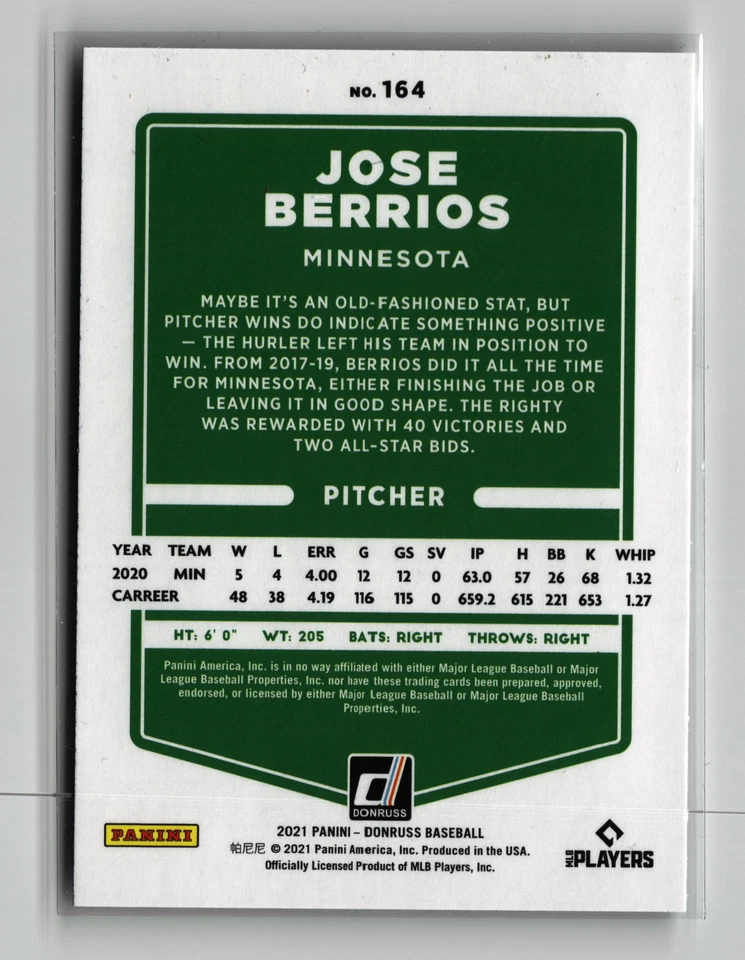 NO. 164
JOSE
BERRIOS
MINNESOTA
MAYBE IT'S AN OLD-FASHIONED STAT, BUT
PITCHER WINS DO INDICATE SOMETHING POSITIVE
— THE HURLER LEFT HIS TEAM IN POSITION TO
WIN. FROM 2017-19, BERRIOS DID IT ALL THE TIME
FOR MINNESOTA, EITHER FINISHING THE JOB OR
LEAVING IT IN GOOD SHAPE. THE RIGHTY
WAS REWARDED WITH 40 VICTORIES AND
TWO ALL-STAR BIDS.
PITCHER
YEAR TEAM W L ERR G GS SV IP H BB K WHIP
2020 MIN 5 4 4.00 12 12 0 63.0 57 26 68 1.32
CARREER 48 38 4.19 116 115 0 659.2 615 221 653 1.27
HT: 6' 0" WT: 205 BATS: RIGHT THROWS: RIGHT
Panini America, Inc. is in no way affiliated with either Major League Baseball or Major
League Baseball Properties, Inc. nor have these trading cards been prepared, approved,
endorsed, or licensed by either Major League Baseball or Major League Baseball
Properties, Inc.
DONRUSS
PANINI
2021 PANINI – DONRUSS BASEBALL
帕尼尼 © 2021 Panini America, Inc. Produced in the USA.
Officially Licensed Product of MLB Players, Inc.
MLB PLAYERS